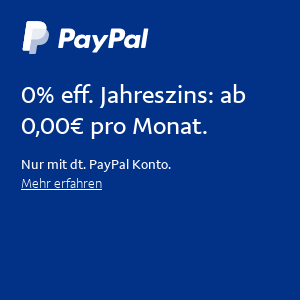 PayPal
0% eff. Jahreszins: ab
0,00€ pro Monat.
Nur mit dt. PayPal Konto.
Mehr erfahren